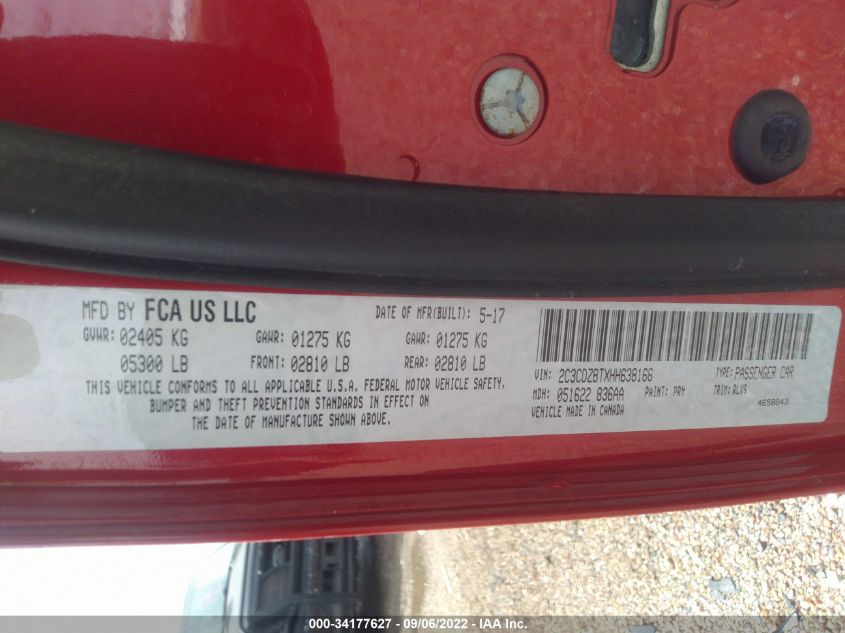 MFD BY FCA US LLC DATE OF MFR(BUILT): 5-17
GVWR: 02405 KG GAWR: 01275 KG GAWR: 01275 KG
05300 LB FRONT: 02810 LB REAR: 02810 LB
THIS VEHICLE CONFORMS TO ALL APPLICABLE U.S.A. FEDERAL MOTOR VEHICLE SAFETY,
BUMPER AND THEFT PREVENTION STANDARDS IN EFFECT ON
THE DATE OF MANUFACTURE SHOWN ABOVE.
VIN: 2C3CDZBTXHH638166 TYPE: PASSENGER CAR
MDH: 051622 836AA PAINT: PRY TRIM: RLX9
VEHICLE MADE IN CANADA 4658043
000-34177627 - 09/06/2022 - IAA Inc.